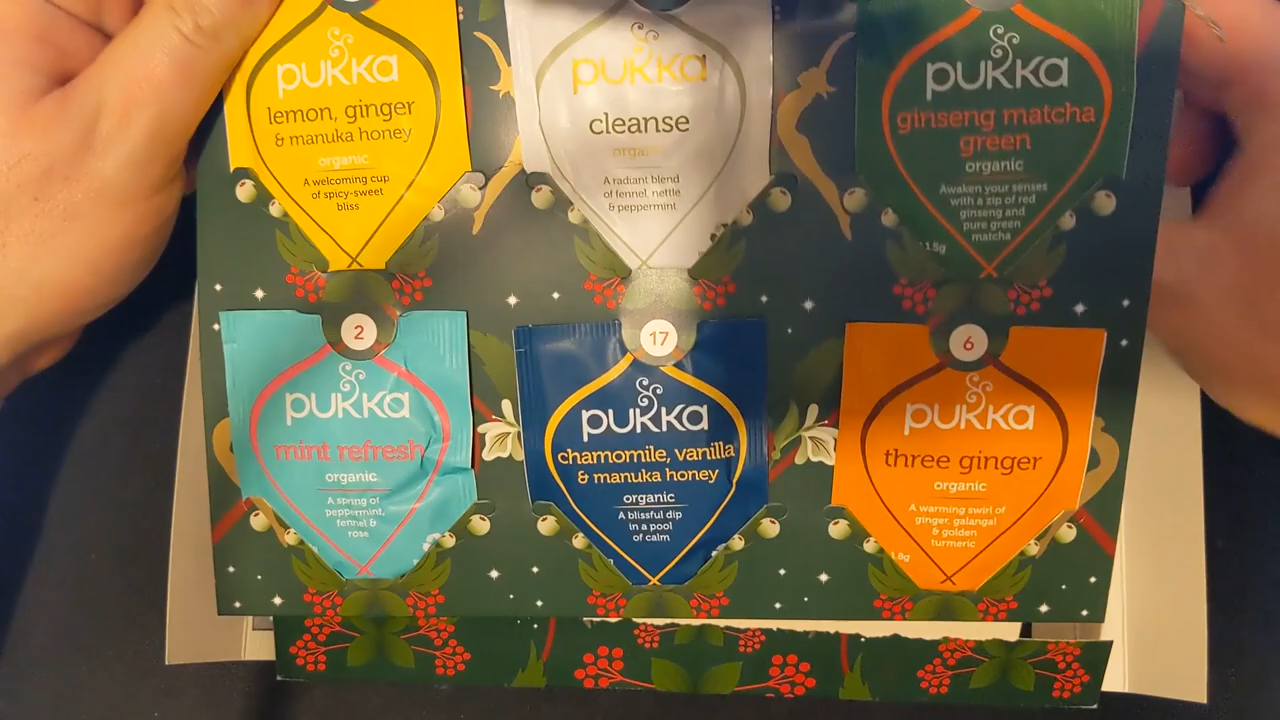 pukka
lemon, ginger
& manuka honey
organic
A welcoming cup
of spicy-sweet
bliss
pukka
cleanse
organic
A radiant blend
of fennel, nettle
& peppermint
pukka
ginseng matcha
green
organic
Awaken your senses
with a zip of red
ginseng and
pure green
matcha
1.5g
2
pukka
mint refresh
organic
A spring of
peppermint,
fennel &
rose
17
pukka
chamomile, vanilla
& manuka honey
organic
A blissful dip
in a pool
of calm
6
pukka
three ginger
organic
A warming swirl of
ginger, galangal
& golden
turmeric